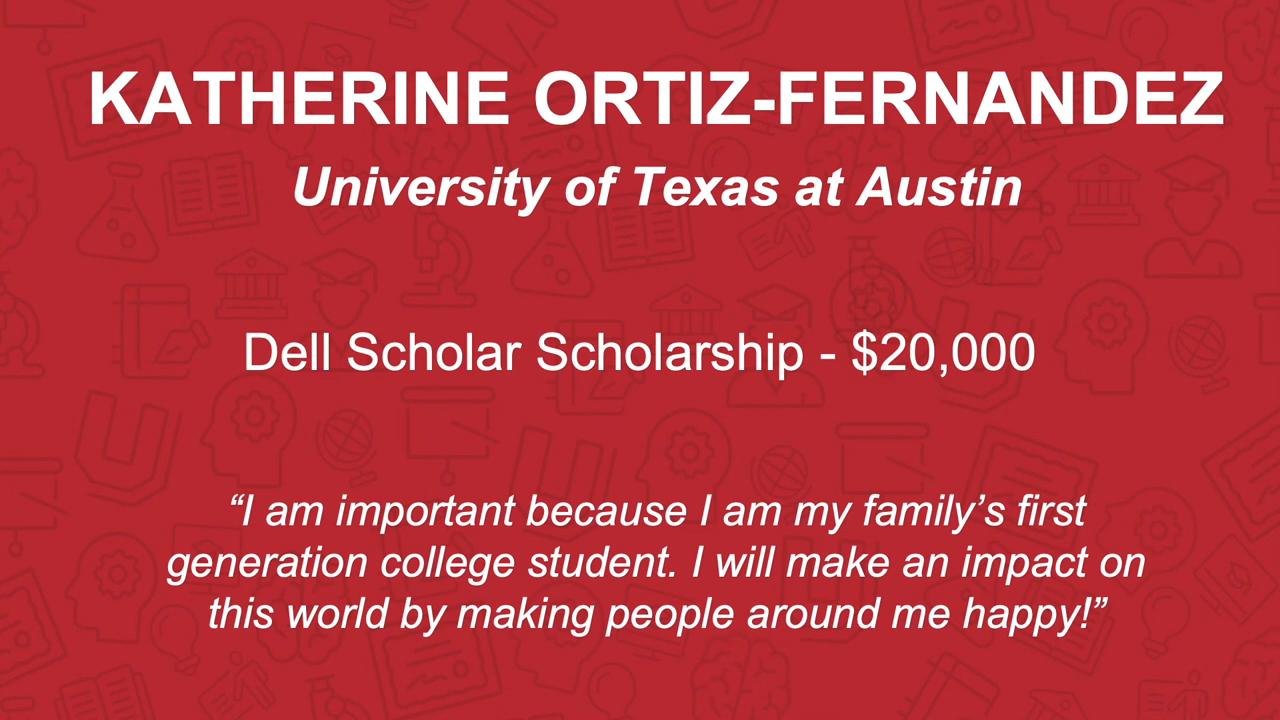 KATHERINE ORTIZ-FERNANDEZ
University of Texas at Austin
Dell Scholar Scholarship - $20,000
“I am important because I am my family’s first
generation college student. I will make an impact on
this world by making people around me happy!”